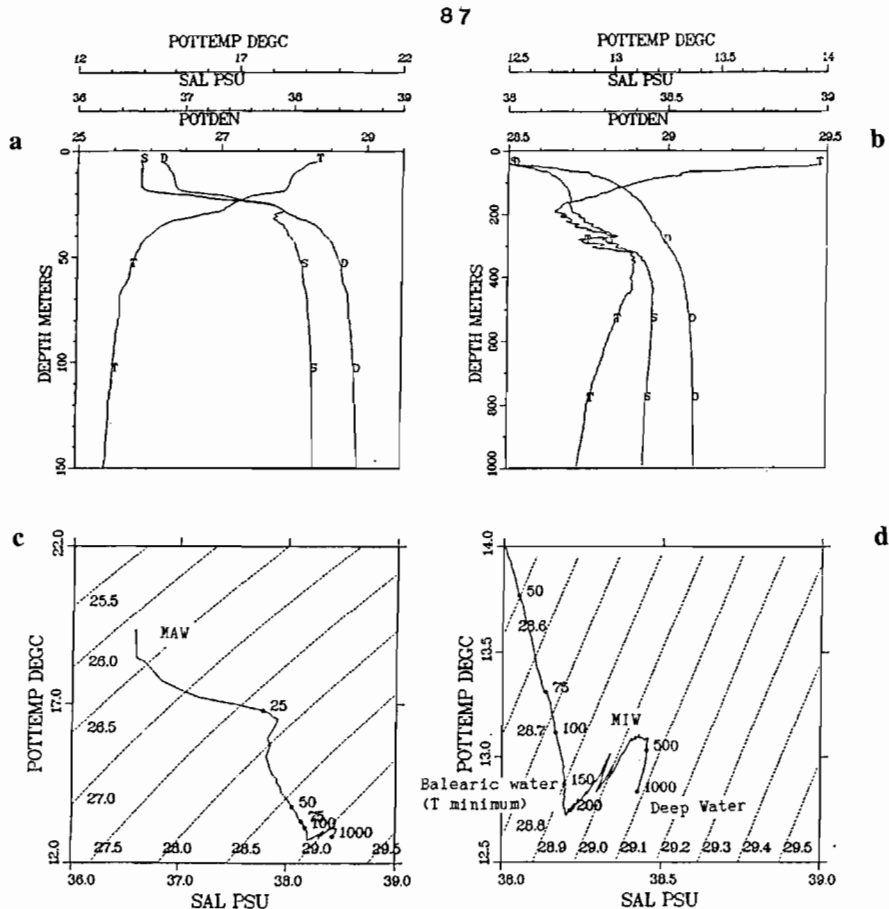 87
POTTEMP DEGC
12 17 22
SAL PSU
36 37 38 39
POTDEN
25 27 29
a
S D T
T S D
T S D
0
50
100
150
DEPTH METERS
POTTEMP DEGC
12.5 13 13.5 14
SAL PSU
38 38.5 39
POTDEN
28.5 29 29.5
b
D T
D
T S D
T S D
0
200
400
600
800
1000
DEPTH METERS
c
22.0
17.0
12.0
POTTEMP DEGC
25.5
MAW
26.0
25
26.5
27.0
50
75
100
1000
27.5 28.0 28.5 29.0 29.5
36.0 37.0 38.0 39.0
SAL PSU
d
14.0
13.5
13.0
12.5
POTTEMP DEGC
50
28.6
75
28.7
100
MIW
500
Balearic water
(T minimum)
150
1000
200
Deep Water
28.8
28.9 29.0 29.1 29.2 29.3 29.4 29.5
38.0 38.5 39.0
SAL PSU